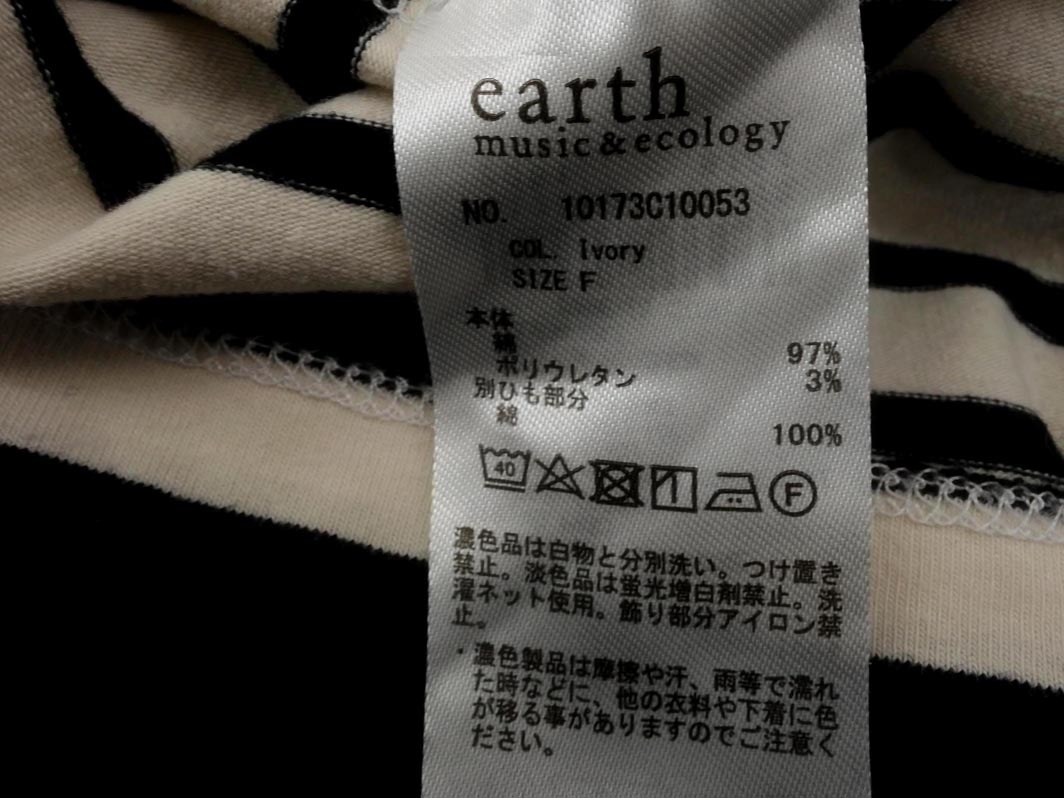 earth
music&ecology
NO. 10173C10053
COL. Ivory
SIZE F
本体
綿 97%
ポリウレタン 3%
別ひも部分
綿 100%
40 F
濃色品は白物と分別洗い。つけ置き
禁止。淡色品は蛍光増白剤禁止。洗
濯ネット使用。飾り部分アイロン禁
止。
・濃色製品は摩擦や汗、雨等で濡れ
た時などに、他の衣料や下着に色
が移る事がありますのでご注意く
ださい。